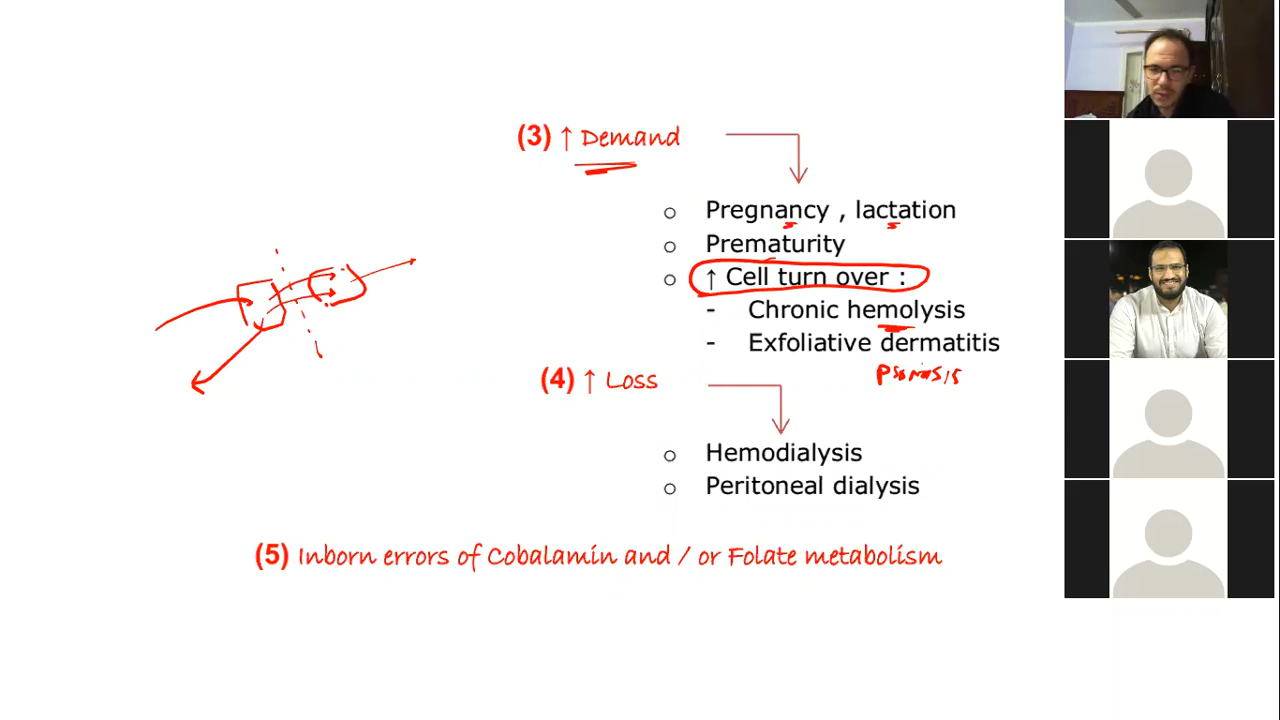 (3) ↑ Demand
○ Pregnancy , lactation
○ Prematurity
○ ↑ Cell turn over :
- Chronic hemolysis
- Exfoliative dermatitis
psoriasis
(4) ↑ Loss
○ Hemodialysis
○ Peritoneal dialysis
(5) Inborn errors of Cobalamin and / or Folate metabolism